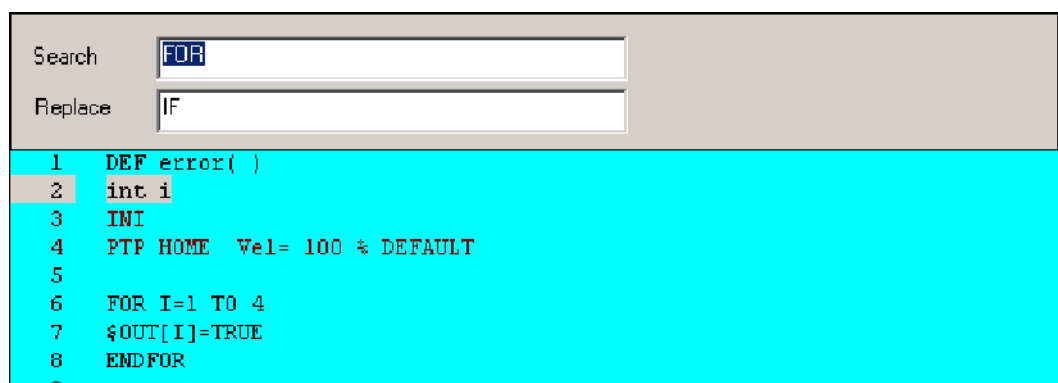 Search FOR
Replace IF
1 DEF error( )
2 int i
3 INI
4 PTP HOME Vel= 100 % DEFAULT
5
6 FOR I=1 TO 4
7 $OUT[I]=TRUE
8 ENDFOR